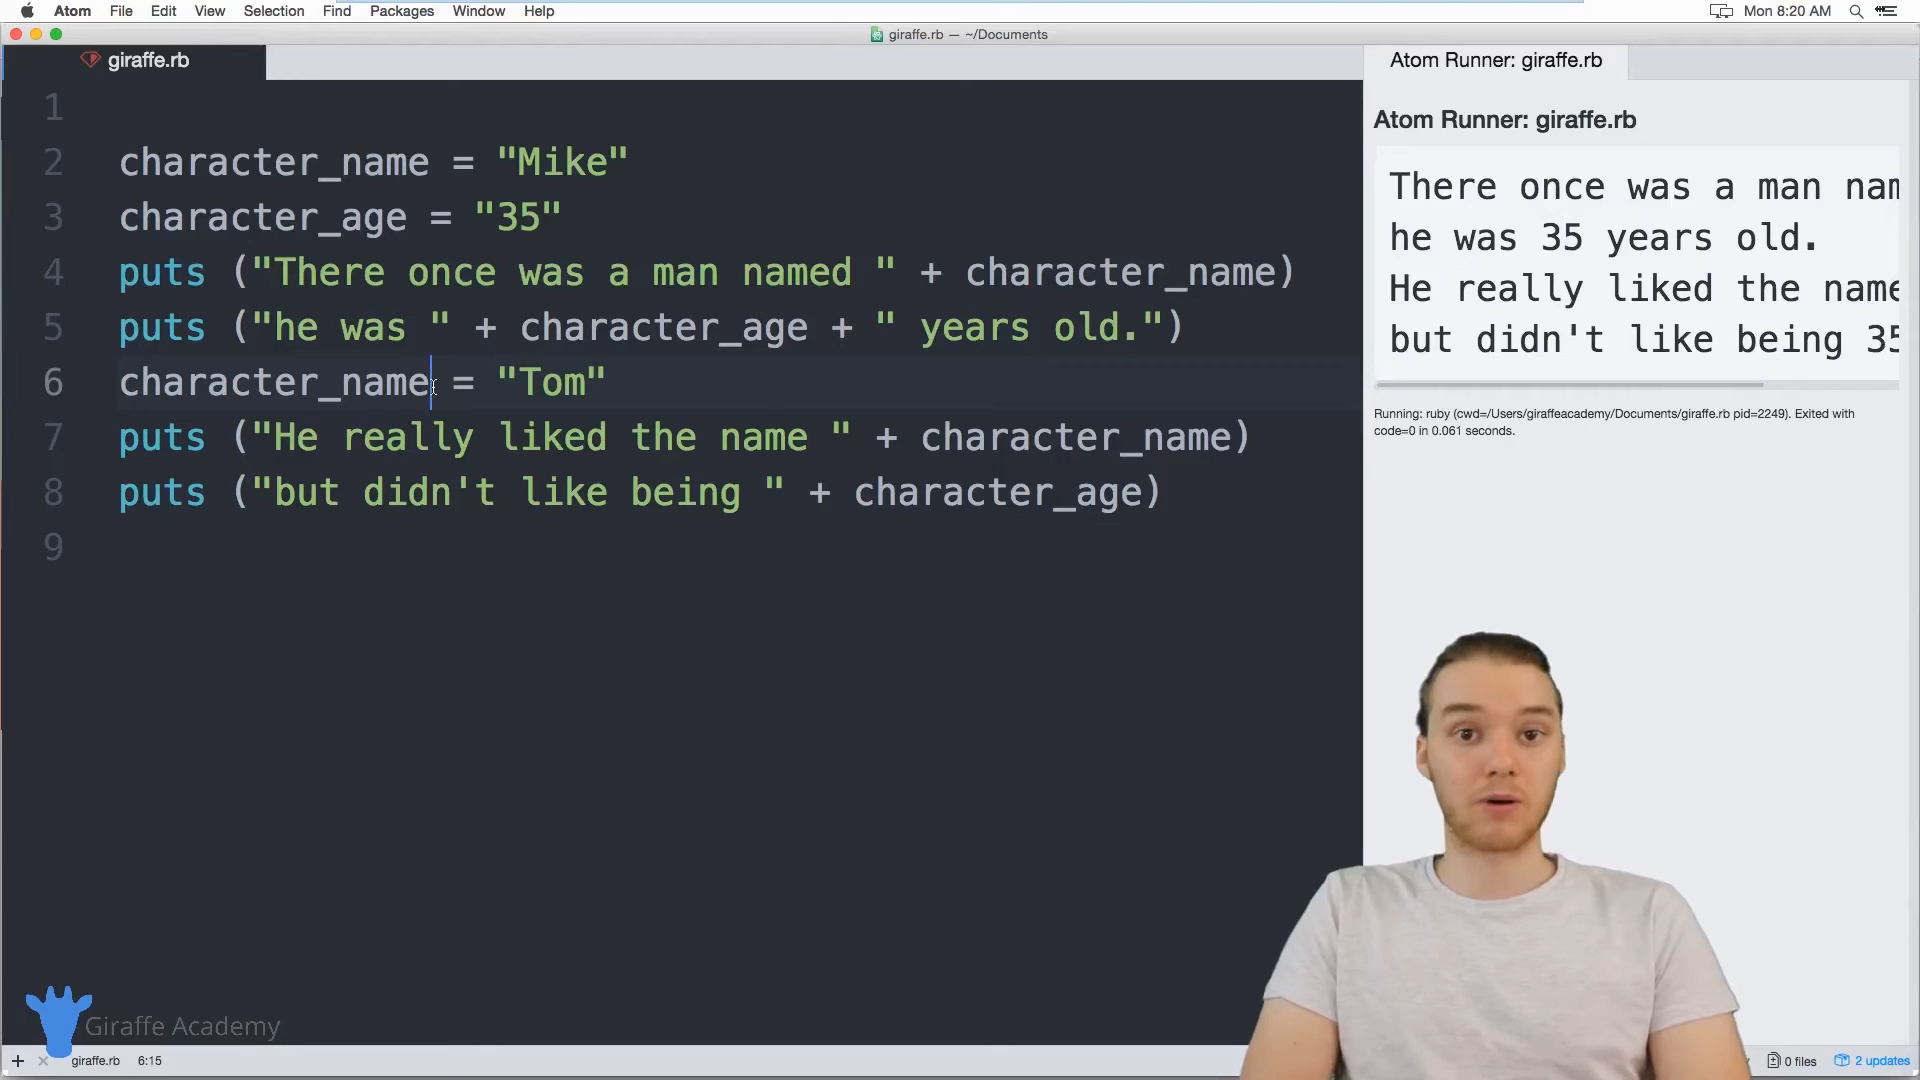 Atom File Edit View Selection Find Packages Window Help Mon 8:20 AM
giraffe.rb — ~/Documents
giraffe.rb
Atom Runner: giraffe.rb
1
2 character_name = "Mike"
3 character_age = "35"
4 puts ("There once was a man named " + character_name)
5 puts ("he was " + character_age + " years old.")
6 character_name = "Tom"
7 puts ("He really liked the name " + character_name)
8 puts ("but didn't like being " + character_age)
9
Atom Runner: giraffe.rb
There once was a man nam
he was 35 years old.
He really liked the name
but didn't like being 35
Running: ruby (cwd=/Users/giraffeacademy/Documents/giraffe.rb pid=2249). Exited with
code=0 in 0.061 seconds.
Giraffe Academy
giraffe.rb 6:15 0 files 2 updates